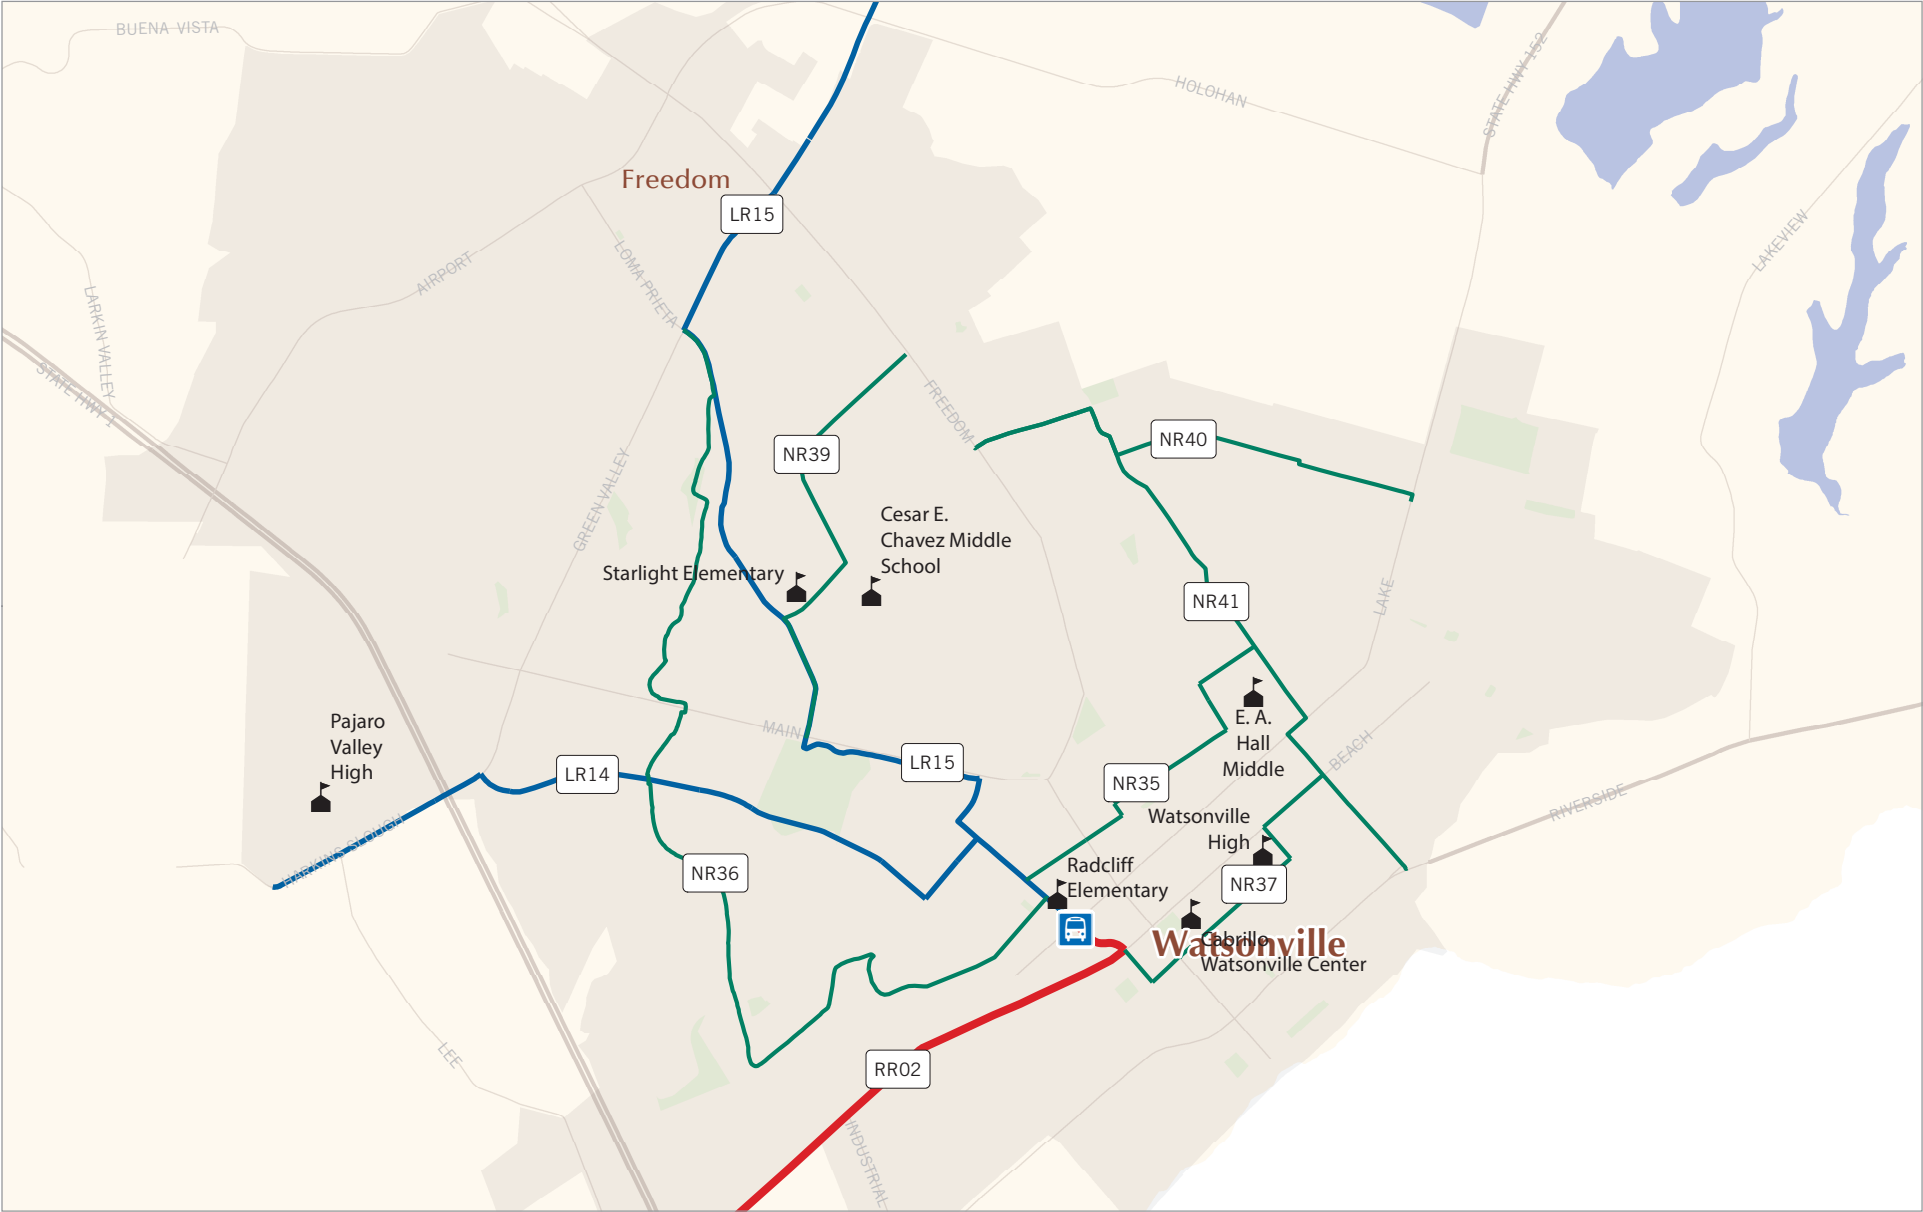 BUENA VISTA
HOLOHAN
STATE HWY 152
Freedom
LR15
LOMA PRIETA
AIRPORT
LAKEVIEW
LARKIN VALLEY
STATE HWY 1
FREEDOM
NR40
NR39
GREEN VALLEY
Cesar E.
Chavez Middle
School
Starlight Elementary
NR41
LAKE
Pajaro
Valley
High
MAIN
E. A.
Hall
Middle
BEACH
LR15
LR14
NR35
RIVERSIDE
Watsonville
High
HARKINS SLOUGH
NR36
Radcliff
Elementary
NR37
Watsonville
Cabrillo
Watsonville Center
LEE
RR02
INDUSTRIAL